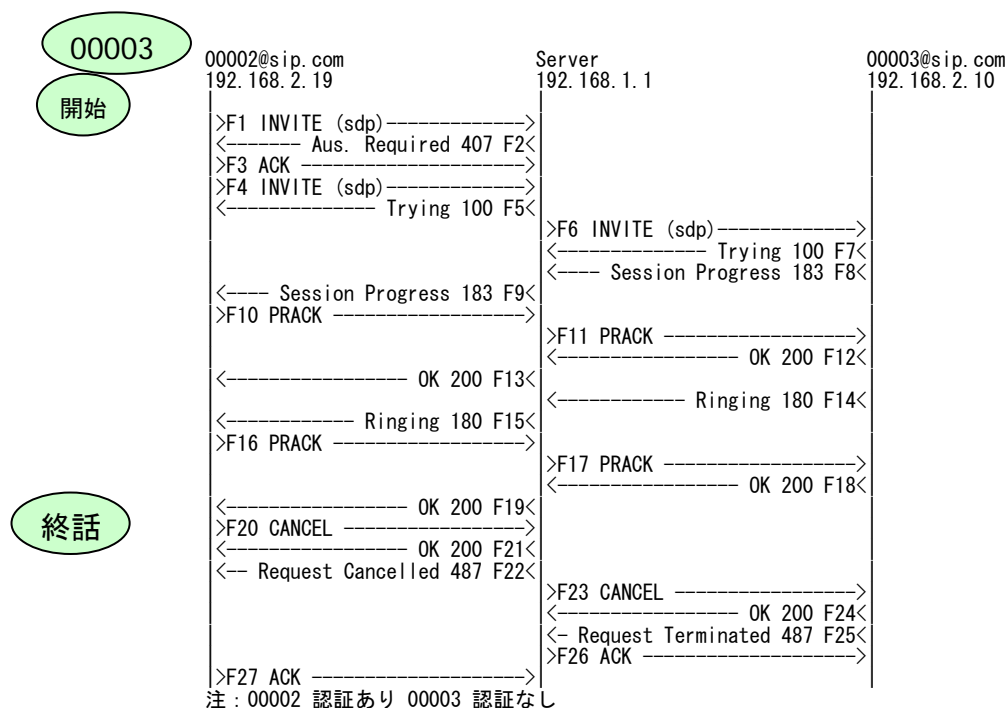 00003
00002@sip.com Server 00003@sip.com
192.168.2.19 192.168.1.1 192.168.2.10
開始
>F1 INVITE (sdp)------------->
<------- Aus. Required 407 F2<
>F3 ACK --------------------->
>F4 INVITE (sdp)------------->
<-------------- Trying 100 F5<
>F6 INVITE (sdp)------------->
<-------------- Trying 100 F7<
<---- Session Progress 183 F8<
<---- Session Progress 183 F9<
>F10 PRACK ------------------>
>F11 PRACK ------------------>
<----------------- OK 200 F12<
<----------------- OK 200 F13<
<------------ Ringing 180 F14<
<------------ Ringing 180 F15<
>F16 PRACK ------------------>
>F17 PRACK ------------------>
<----------------- OK 200 F18<
<----------------- OK 200 F19<
終話
>F20 CANCEL ----------------->
<----------------- OK 200 F21<
<-- Request Cancelled 487 F22<
>F23 CANCEL ----------------->
<----------------- OK 200 F24<
<- Request Terminated 487 F25<
>F26 ACK -------------------->
>F27 ACK -------------------->
注：00002 認証あり 00003 認証なし